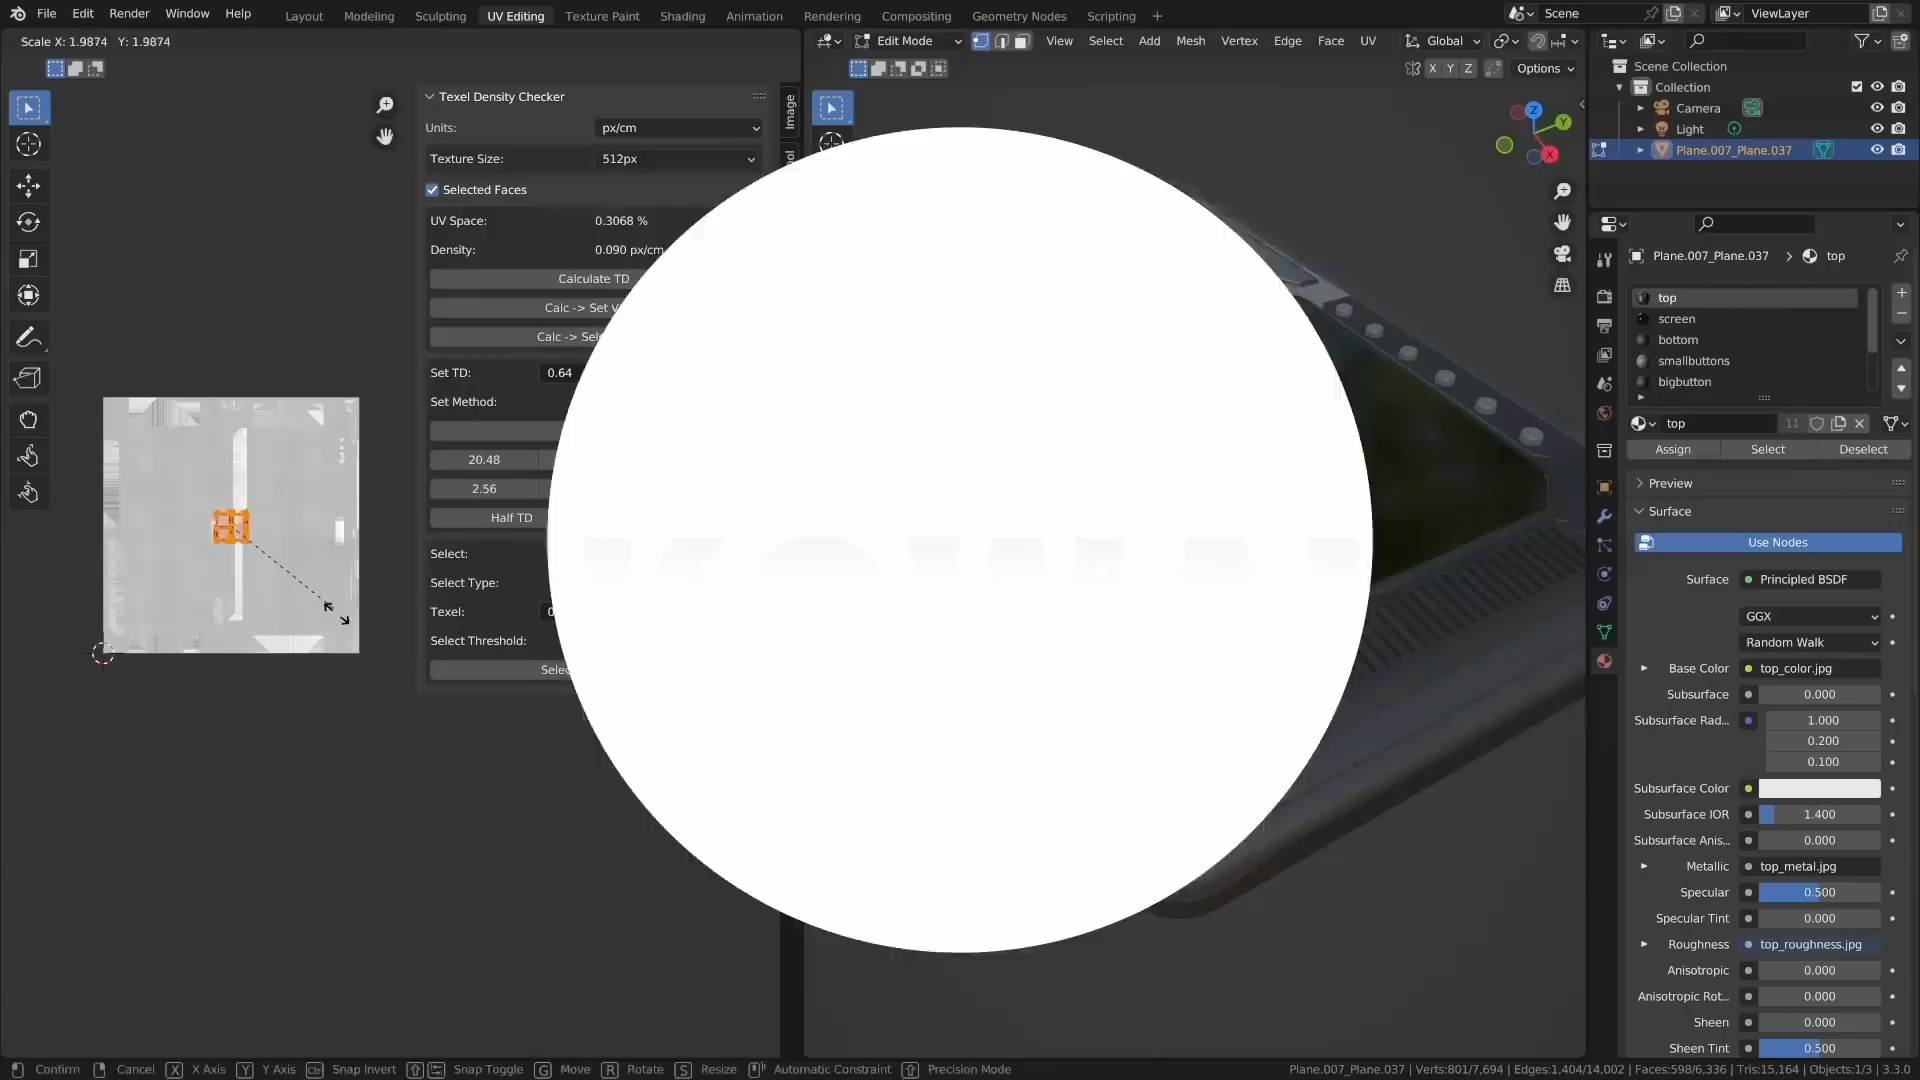 File Edit Render Window Help Layout Modeling Sculpting UV Editing Texture Paint Shading Animation Rendering Compositing Geometry Nodes Scripting + Scene ViewLayer
Scale X: 1.9874 Y: 1.9874
Edit Mode View Select Add Mesh Vertex Edge Face UV Global
X Y Z Options
Texel Density Checker
Units: px/cm
Texture Size: 512px
Selected Faces
UV Space: 0.3068 %
Density: 0.090 px/cm
Calculate TD
Calc -> Set
Calc ->
Set TD: 0.64
Set Method:
20.48
2.56
Half TD
Select:
Select Type:
Texel:
Select Threshold:
Image
Z
Y
X
Scene Collection
Collection
Camera
Light
Plane.007_Plane.037
Plane.007_Plane.037 > top
top
screen
bottom
smallbuttons
bigbutton
top 11
Assign Select Deselect
Preview
Surface
Use Nodes
Surface Principled BSDF
GGX
Random Walk
Base Color top_color.jpg
Subsurface 0.000
Subsurface Rad... 1.000
0.200
0.100
Subsurface Color
Subsurface IOR 1.400
Subsurface Anis... 0.000
Metallic top_metal.jpg
Specular 0.500
Specular Tint 0.000
Roughness top_roughness.jpg
Anisotropic 0.000
Anisotropic Rot... 0.000
Sheen 0.000
Sheen Tint 0.500
Confirm Cancel X X Axis Y Y Axis Ctrl Snap Invert Snap Toggle G Move R Rotate S Resize Automatic Constraint Precision Mode Plane.007_Plane.037 | Verts:801/7,694 | Edges:1,404/14,002 | Faces:598/6,336 | Tris:15,164 | Objects:1/3 | 3.3.0